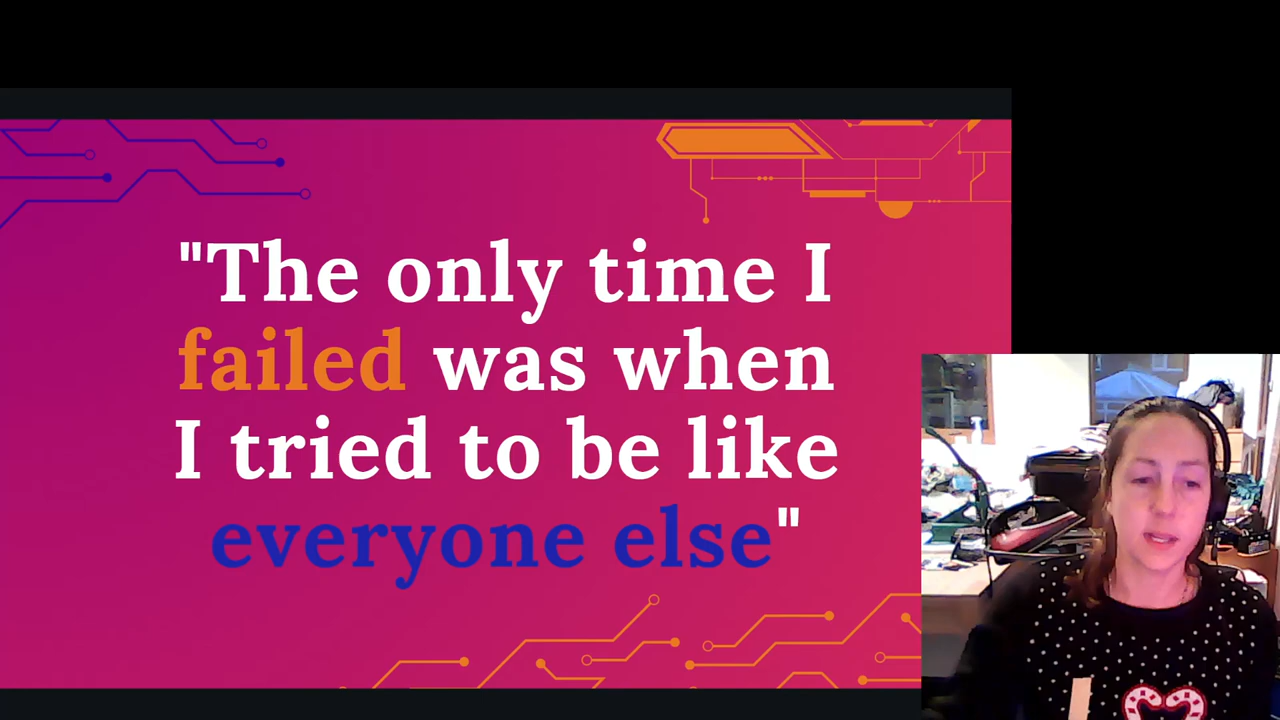 "The only time I
failed was when
I tried to be like
everyone else"